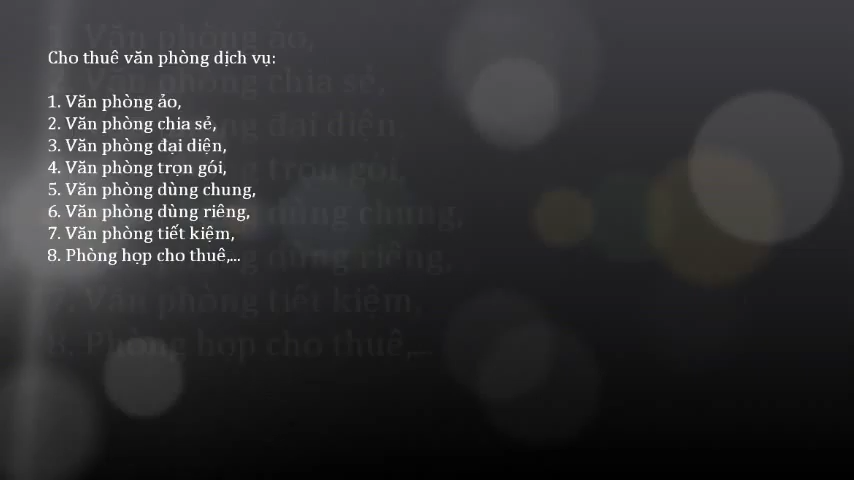 Cho thuê văn phòng dịch vụ:
1. Văn phòng ảo,
2. Văn phòng chia sẻ,
3. Văn phòng đại diện,
4. Văn phòng trọn gói,
5. Văn phòng dùng chung,
6. Văn phòng dùng riêng,
7. Văn phòng tiết kiệm,
8. Phòng họp cho thuê,...